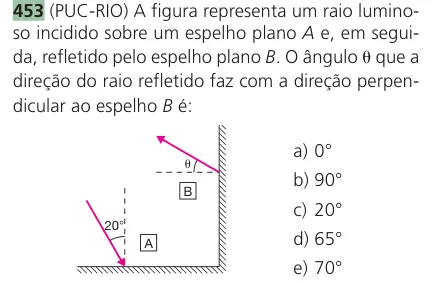 453 (PUC-RIO) A figura representa um raio lumino-
so incidido sobre um espelho plano A e, em segui-
da, refletido pelo espelho plano B. O ângulo θ que a
direção do raio refletido faz com a direção perpen-
dicular ao espelho B é:
a) 0°
b) 90°
c) 20°
d) 65°
e) 70°
θ
B
20°
A